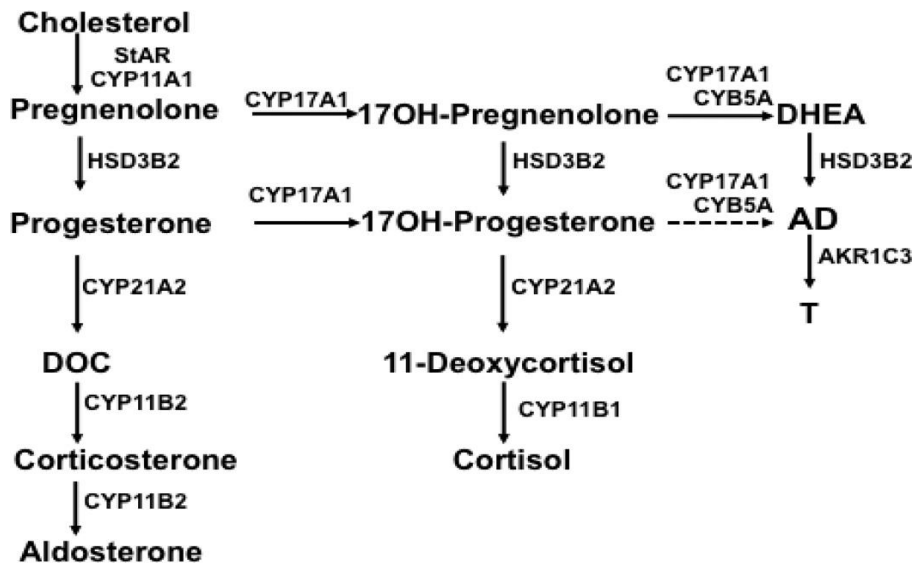 Cholesterol
StAR
CYP11A1
Pregnenolone
CYP17A1
17OH-Pregnenolone
CYP17A1
CYB5A
DHEA
HSD3B2
HSD3B2
HSD3B2
Progesterone
CYP17A1
17OH-Progesterone
CYP17A1
CYB5A
AD
CYP21A2
CYP21A2
AKR1C3
T
DOC
11-Deoxycortisol
CYP11B2
CYP11B1
Corticosterone
Cortisol
CYP11B2
Aldosterone